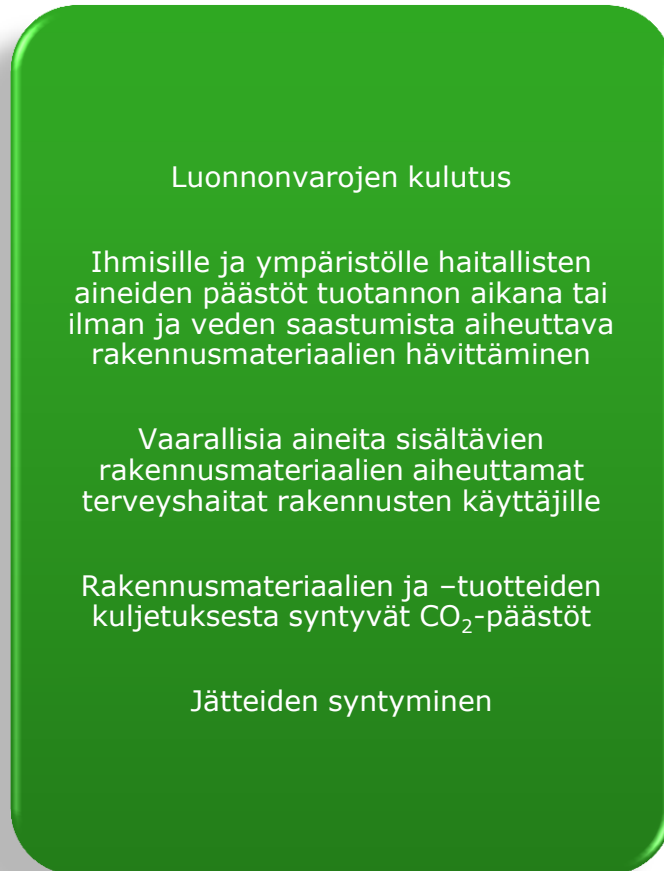 Luonnonvarojen kulutus
Ihmisille ja ympäristölle haitallisten
aineiden päästöt tuotannon aikana tai
ilman ja veden saastumista aiheuttava
rakennusmateriaalien hävittäminen
Vaarallisia aineita sisältävien
rakennusmateriaalien aiheuttamat
terveyshaitat rakennusten käyttäjille
Rakennusmateriaalien ja –tuotteiden
kuljetuksesta syntyvät CO₂-päästöt
Jätteiden syntyminen